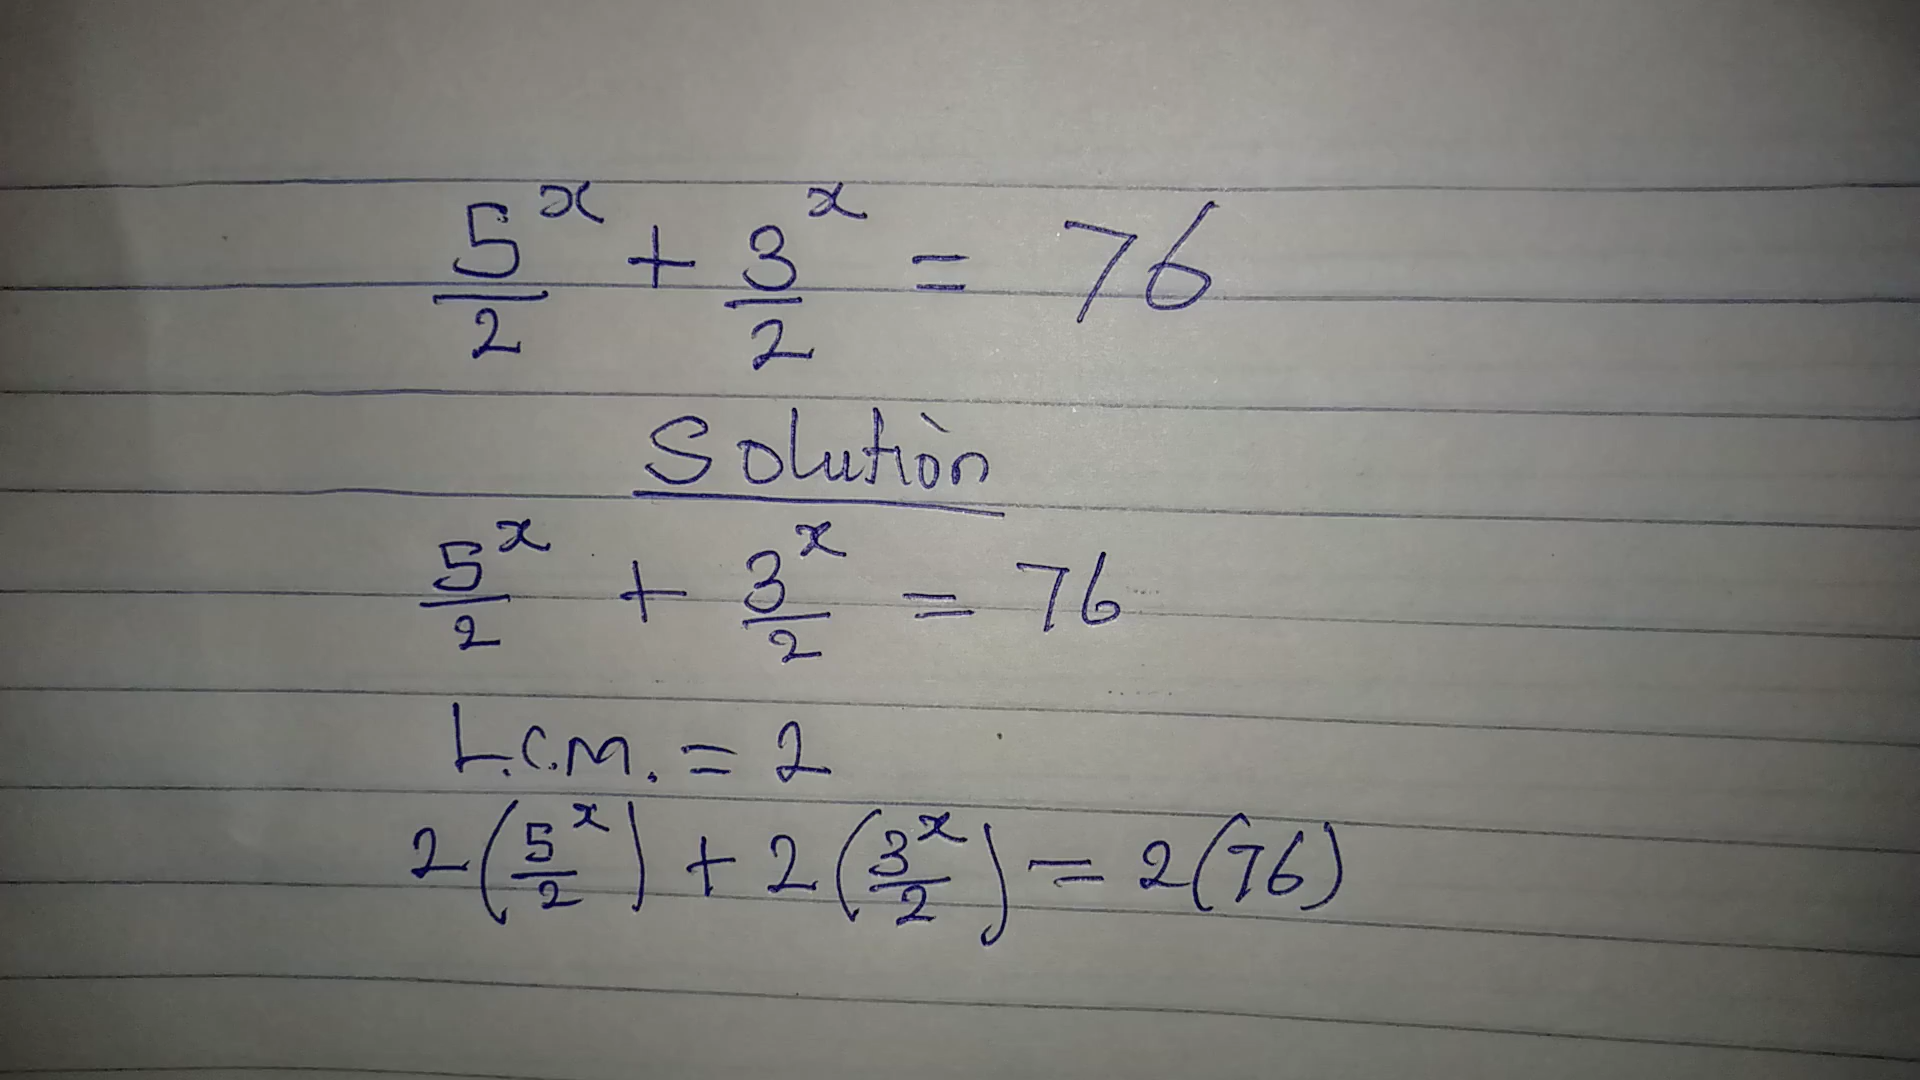 5^x/2 + 3^x/2 = 76
Solution
5^x/2 + 3^x/2 = 76
L.C.M. = 2
2(5^x/2) + 2(3^x/2) = 2(76)